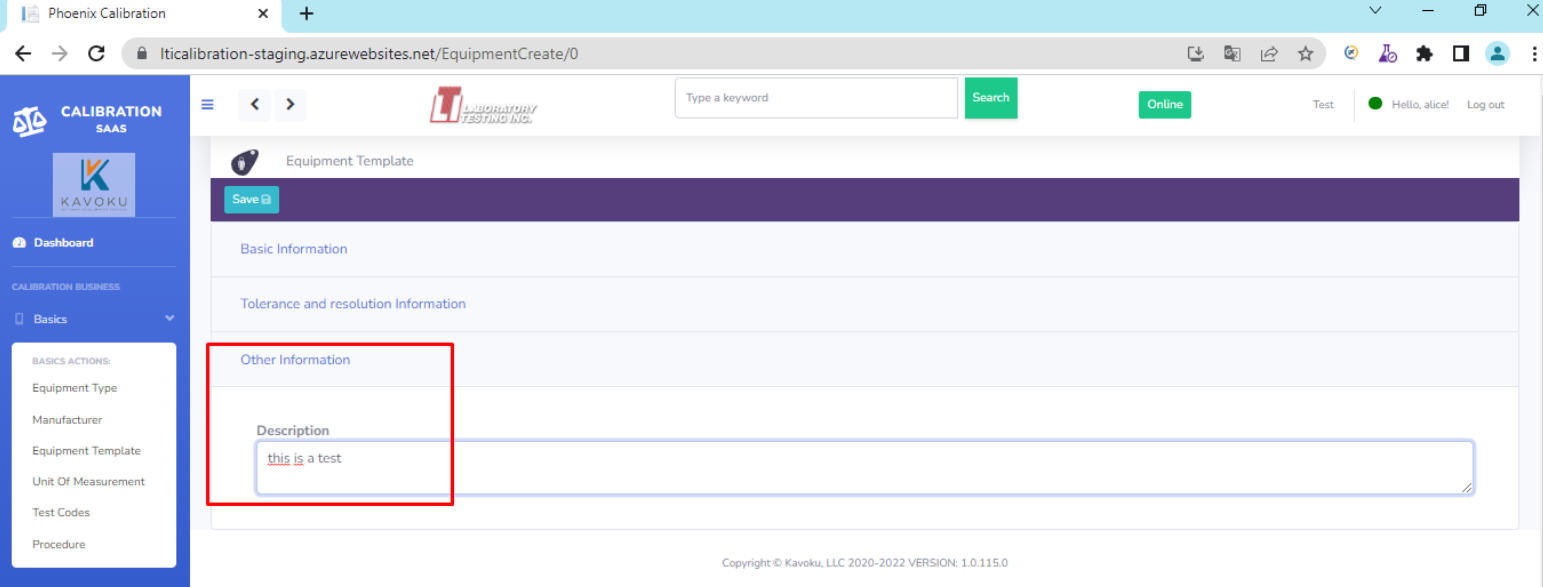 Phoenix Calibration
lticalibration-staging.azurewebsites.net/EquipmentCreate/0
CALIBRATION
SAAS
LABORATORY
TESTING INC.
Type a keyword
Search
Online
Test
Hello, alice!
Log out
KAVOKU
Equipment Template
Save
Dashboard
Basic Information
CALIBRATION BUSINESS
Tolerance and resolution Information
Basics
Other Information
BASICS ACTIONS:
Equipment Type
Manufacturer
Equipment Template
Unit Of Measurement
Test Codes
Procedure
Description
this is a test
Copyright © Kavoku, LLC 2020-2022 VERSION: 1.0.115.0